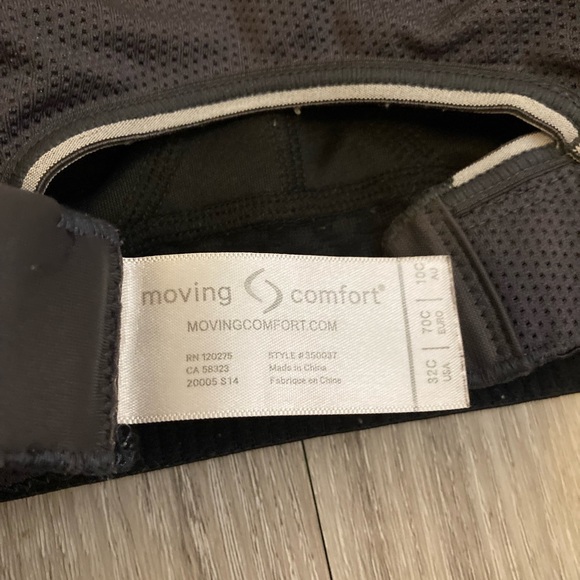 moving comfort®
MOVINGCOMFORT.COM
RN 120275
CA 58323
20005 S14
STYLE #350037
Made in China
Fabrique en Chine
32C | 70C | 10C
USA | EURO | AU